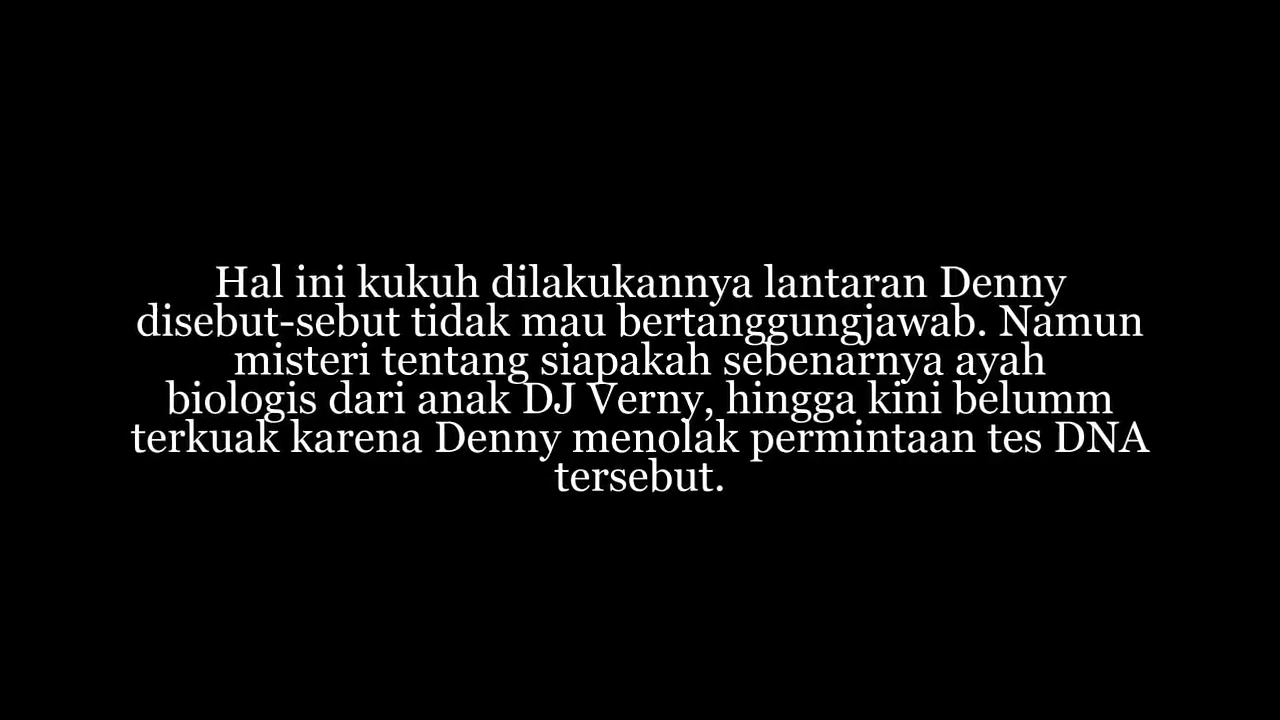 Hal ini kukuh dilakukannya lantaran Denny
disebut-sebut tidak mau bertanggungjawab. Namun
misteri tentang siapakah sebenarnya ayah
biologis dari anak DJ Verny, hingga kini belumm
terkuak karena Denny menolak permintaan tes DNA
tersebut.